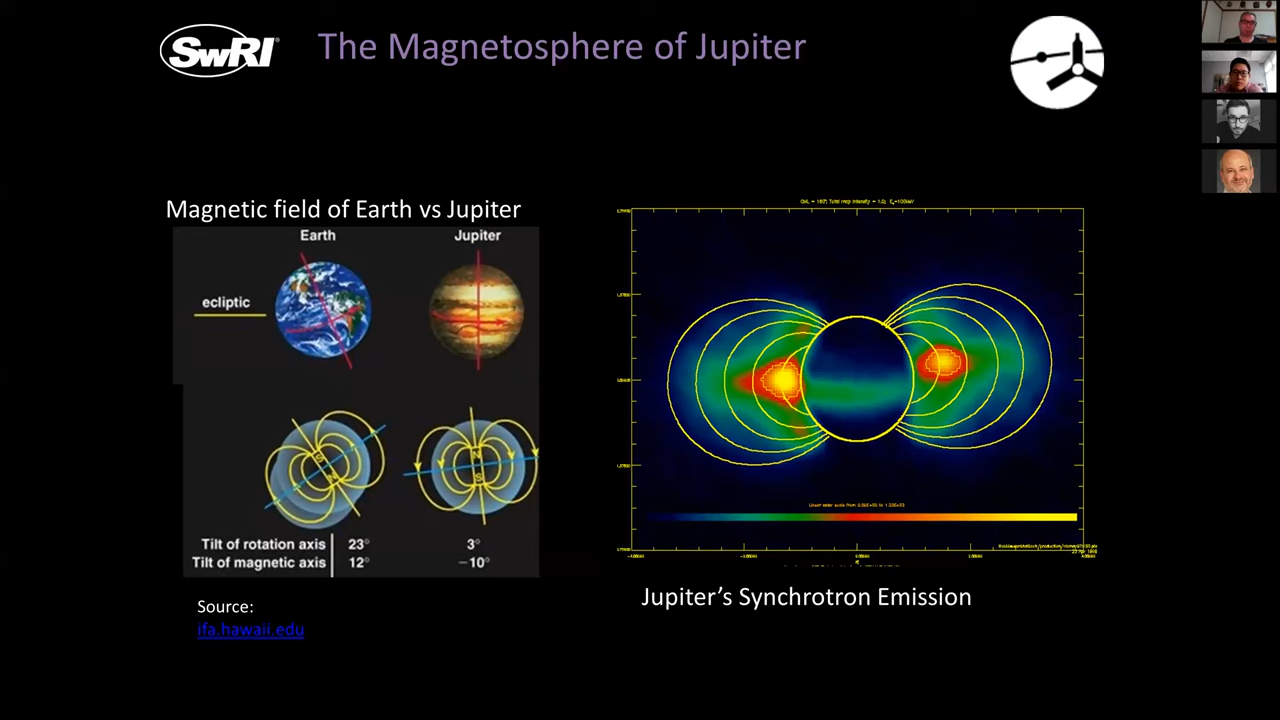 SwRI
The Magnetosphere of Jupiter
Magnetic field of Earth vs Jupiter
Earth Jupiter
ecliptic
S
N
N
S
Tilt of rotation axis 23° 3°
Tilt of magnetic axis 12° −10°
Source:
ifa.hawaii.edu
Jupiter’s Synchrotron Emission